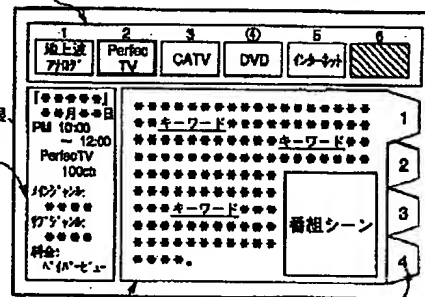 1 2 3 ④ 5 6
地上波 アナログ Perfec TV CATV DVD インターネット
『●●●●●』
●●月●●日
PM 10:00
~ 12:00
PerfecTV
100ch
メインジャンル:
●●●●
サブジャンル:
●●●●
料金:
ペイパービュー
●●●●●●●●●●●●●●●●●●
●●キーワード●●●●●●●●●●●
●●●●●●●●●●●キーワード●●
●●●●●●●●●●●●●●●●●●
●●●●●●●●●
●●●●●●●●●
●●●キーワード●●●
●●●●●●●●●
●●●●●●●●●
●●●●.
番組シーン
1
2
3
4